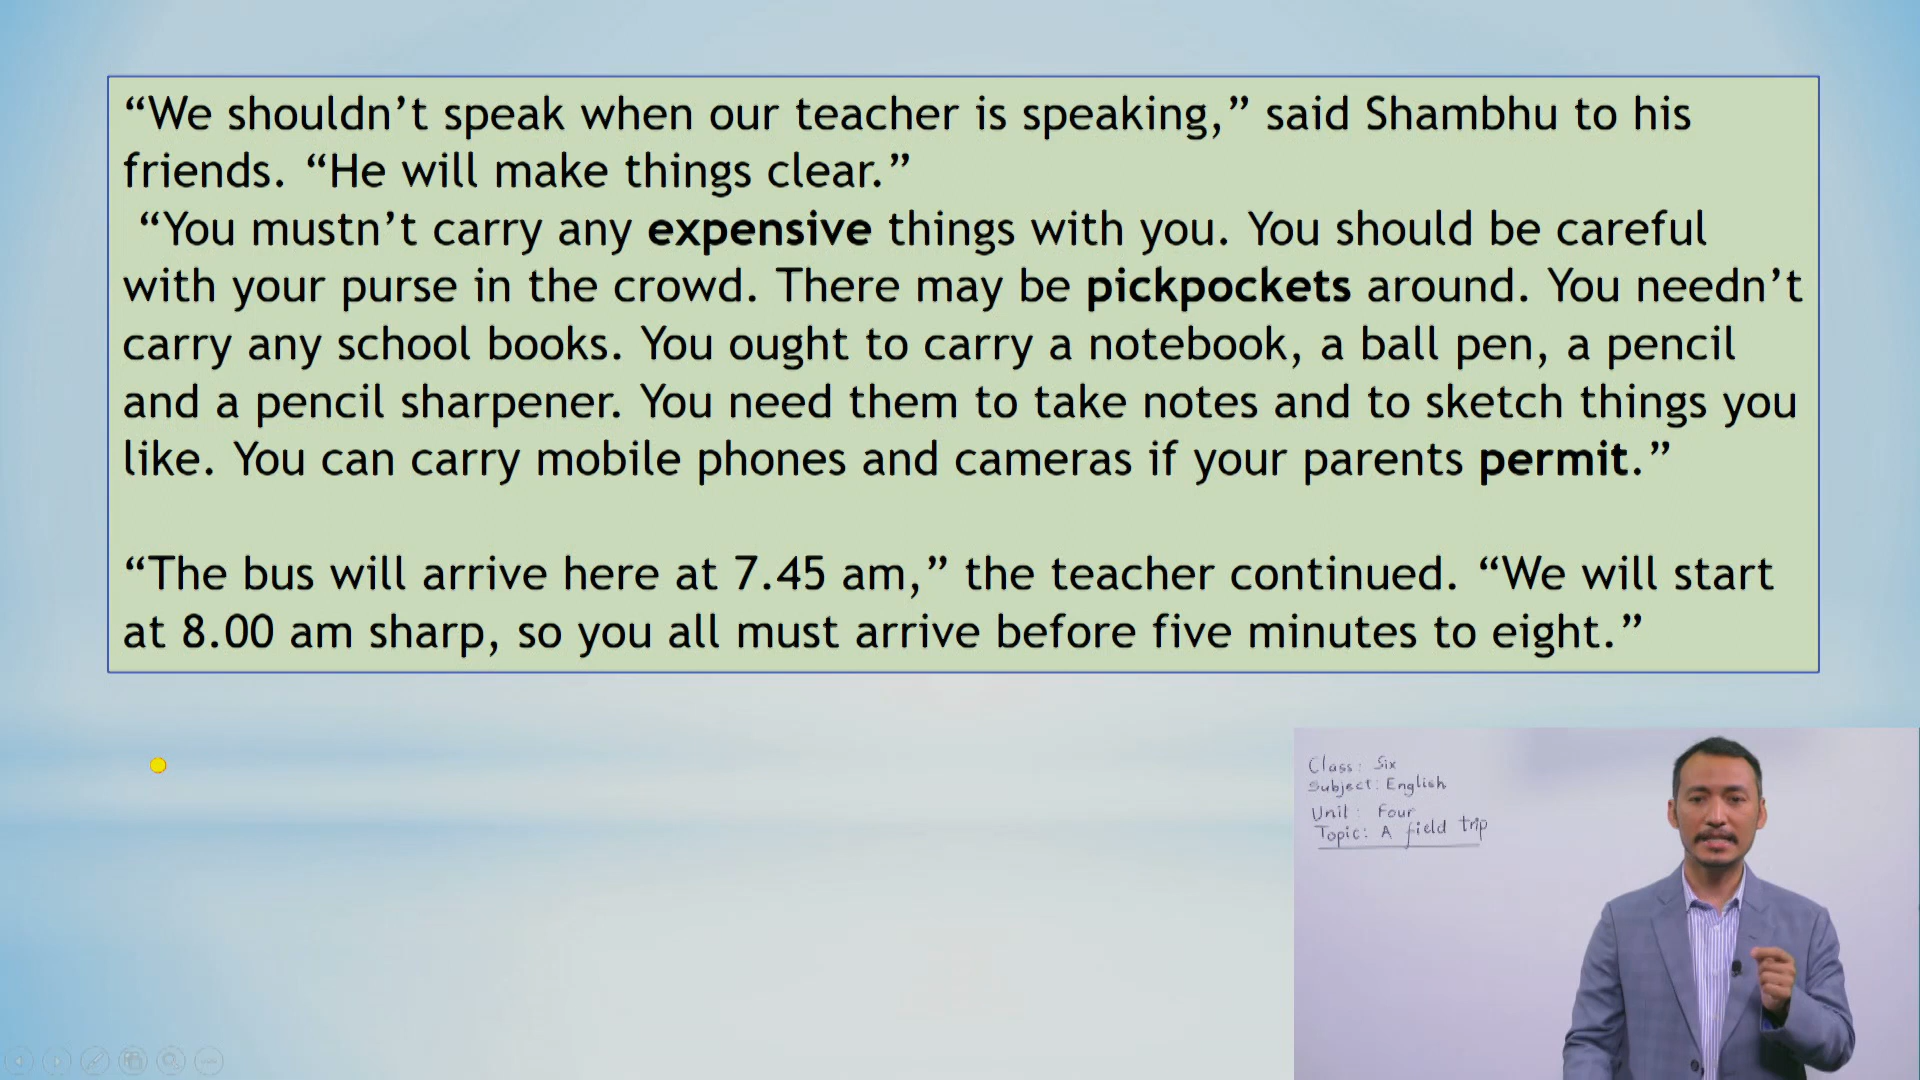 “We shouldn’t speak when our teacher is speaking,” said Shambhu to his
friends. “He will make things clear.”
“You mustn’t carry any expensive things with you. You should be careful
with your purse in the crowd. There may be pickpockets around. You needn’t
carry any school books. You ought to carry a notebook, a ball pen, a pencil
and a pencil sharpener. You need them to take notes and to sketch things you
like. You can carry mobile phones and cameras if your parents permit.”
“The bus will arrive here at 7.45 am,” the teacher continued. “We will start
at 8.00 am sharp, so you all must arrive before five minutes to eight.”
Class: Six
Subject: English
Unit: Four
Topic: A field trip